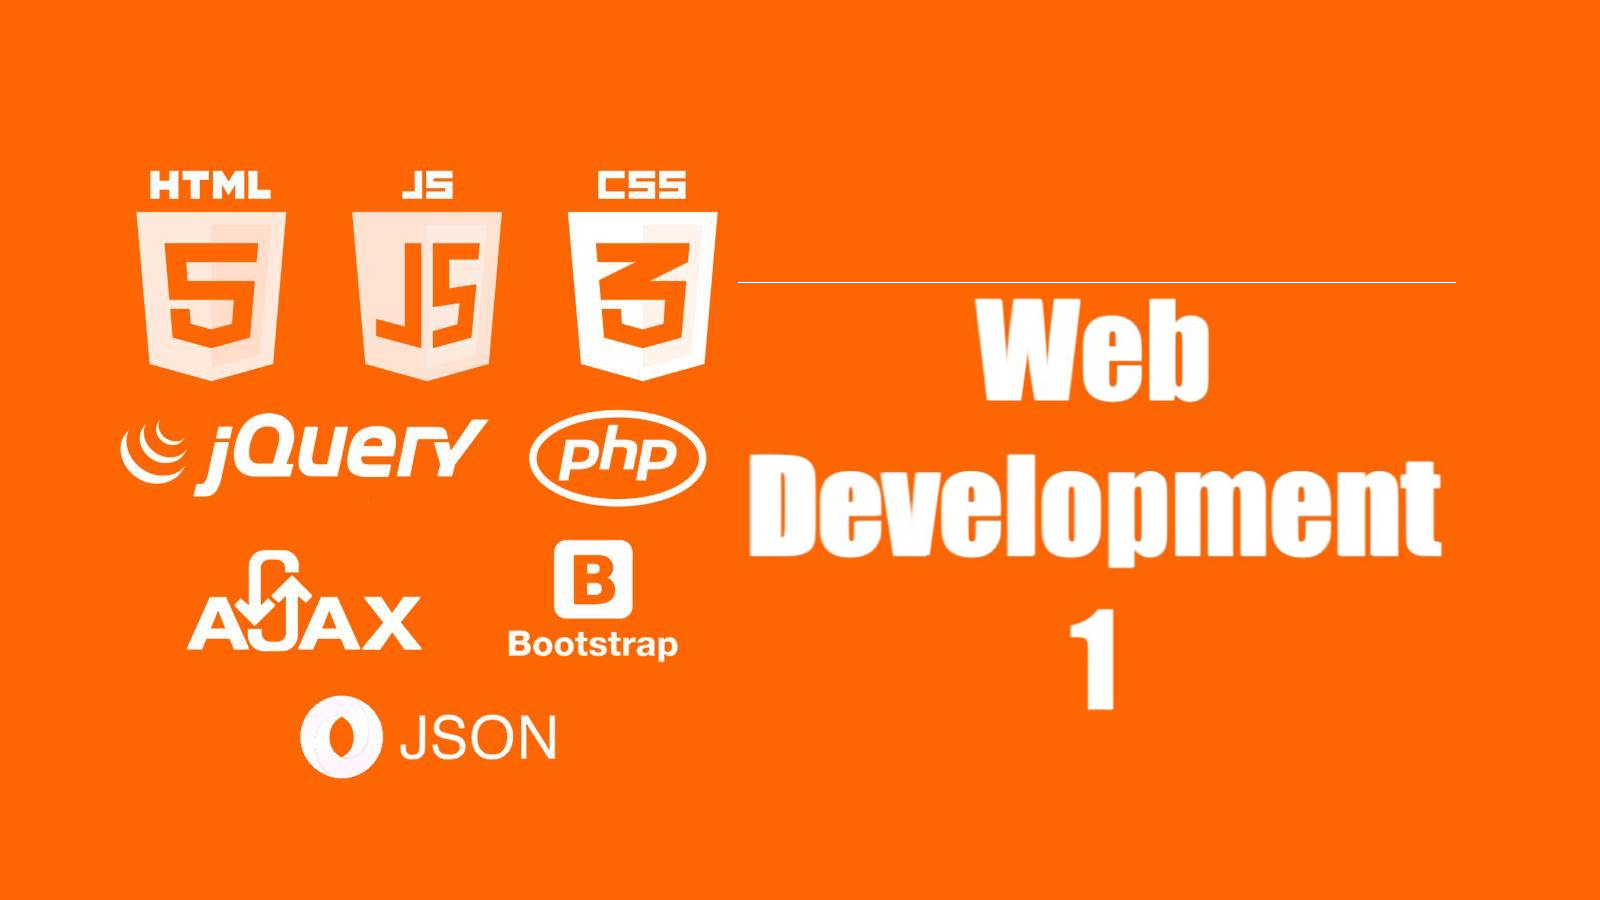 HTML
5
JS
JS
CSS
3
jQuery
php
AJAX
B
Bootstrap
JSON
Web
Development
1